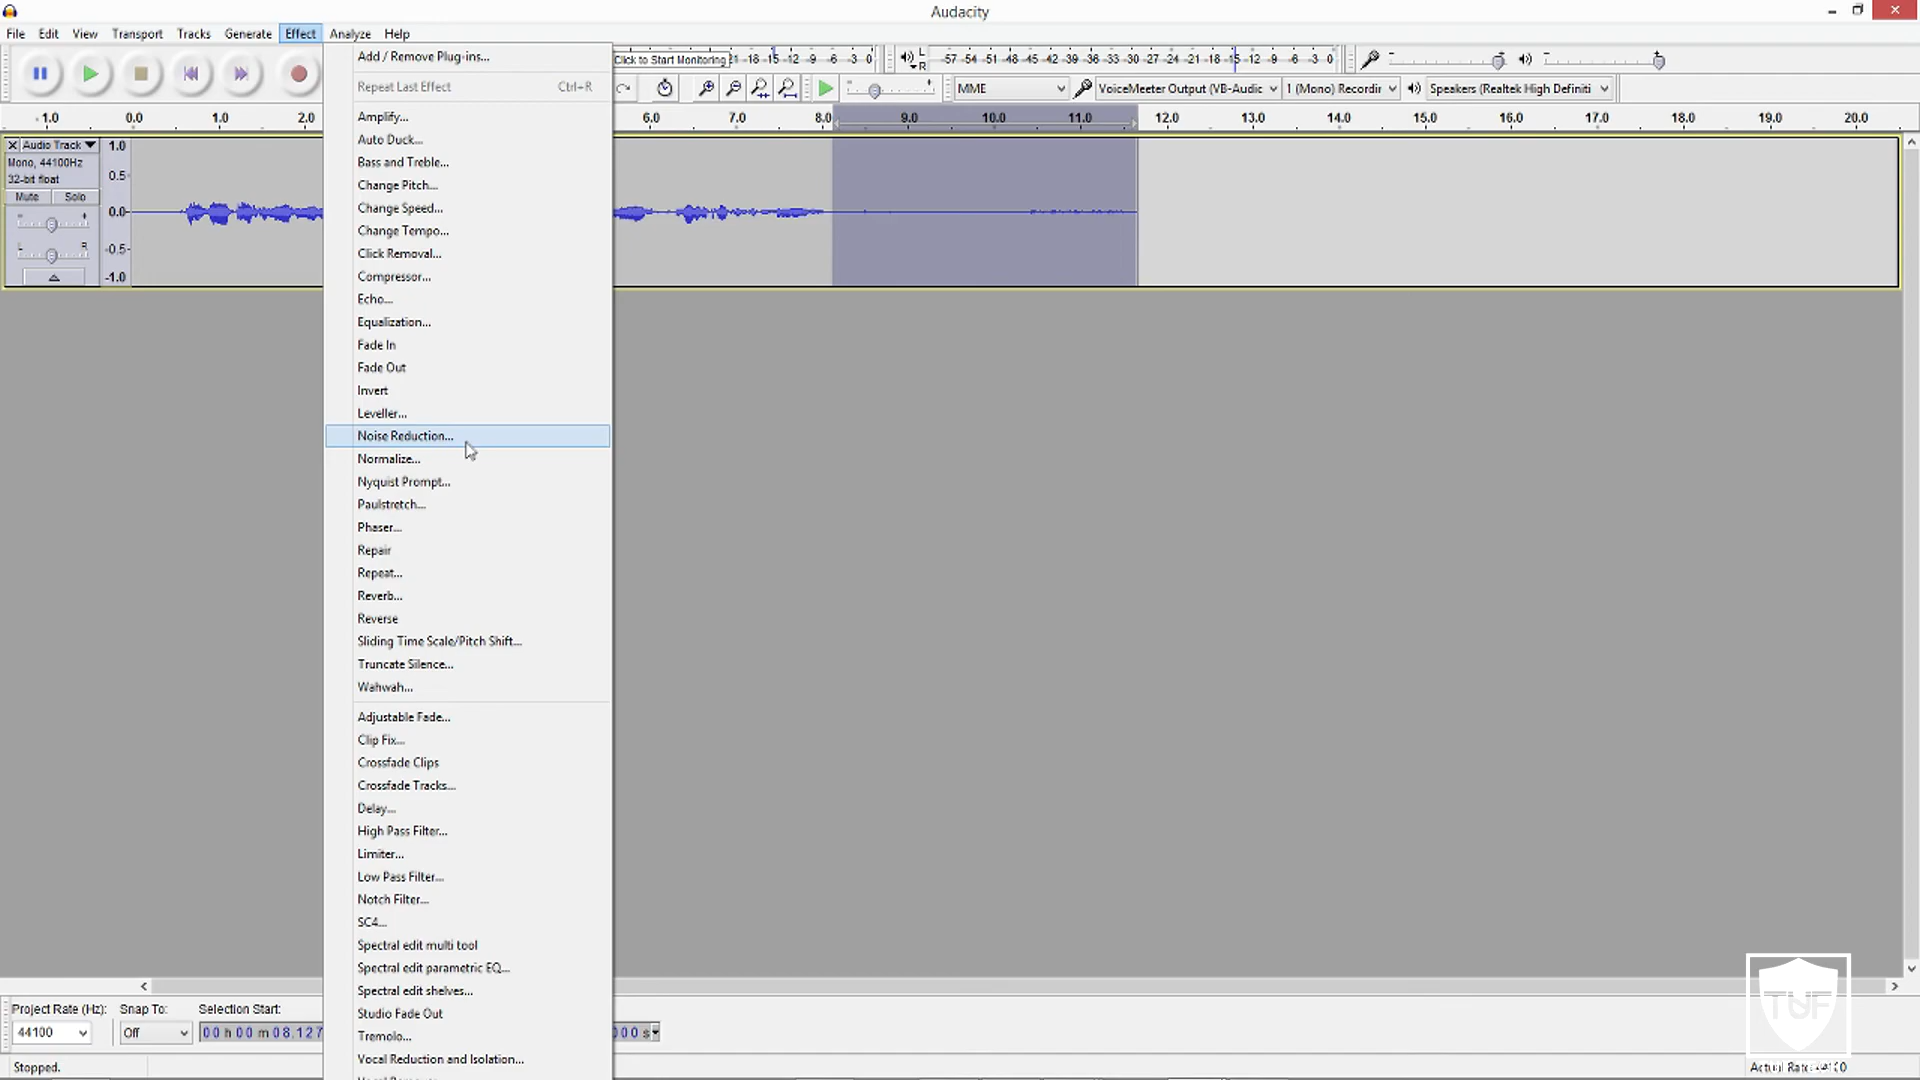 Audacity
File Edit View Transport Tracks Generate Effect Analyze Help
Click to Start Monitoring 21 -18 -15 -12 -9 -6 -3 0
L R -57 -54 -51 -48 -45 -42 -39 -36 -33 -30 -27 -24 -21 -18 -15 -12 -9 -6 -3 0
MME VoiceMeeter Output (VB-Audic 1 (Mono) Recordir Speakers (Realtek High Definiti
-1.0 0.0 1.0 2.0 6.0 7.0 8.0 9.0 10.0 11.0 12.0 13.0 14.0 15.0 16.0 17.0 18.0 19.0 20.0
X Audio Track
Mono, 44100Hz
32-bit float
Mute Solo
- +
L R
1.0
0.5
0.0
-0.5
-1.0
Add / Remove Plug-ins...
Repeat Last Effect Ctrl+R
Amplify...
Auto Duck...
Bass and Treble...
Change Pitch...
Change Speed...
Change Tempo...
Click Removal...
Compressor...
Echo...
Equalization...
Fade In
Fade Out
Invert
Leveller...
Noise Reduction...
Normalize...
Nyquist Prompt...
Paulstretch...
Phaser...
Repair
Repeat...
Reverb...
Reverse
Sliding Time Scale/Pitch Shift...
Truncate Silence...
Wahwah...
Adjustable Fade...
Clip Fix...
Crossfade Clips
Crossfade Tracks...
Delay...
High Pass Filter...
Limiter...
Low Pass Filter...
Notch Filter...
SC4...
Spectral edit multi tool
Spectral edit parametric EQ...
Spectral edit shelves...
Studio Fade Out
Tremolo...
Vocal Reduction and Isolation...
Project Rate (Hz): Snap To: Selection Start:
44100 Off 00 h 00 m 08.127 000 s
Stopped.
TUF
Actual Rate: